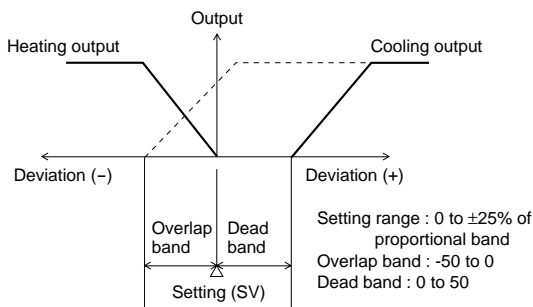 Output
Heating output
Cooling output
Deviation (−)
Deviation (+)
Overlap
band
Dead
band
Setting (SV)
Setting range : 0 to ±25% of
proportional band
Overlap band : -50 to 0
Dead band : 0 to 50